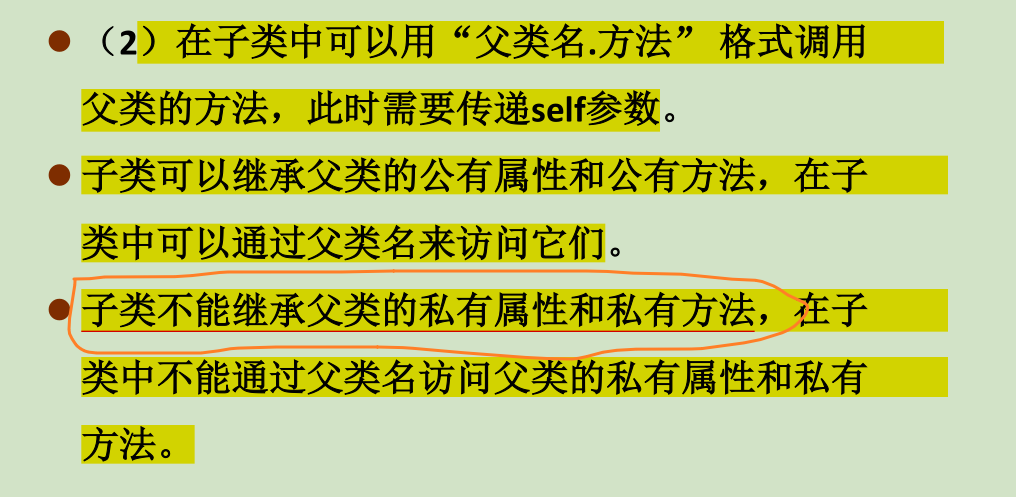 （2）在子类中可以用“父类名.方法” 格式调用
父类的方法，此时需要传递self参数。
子类可以继承父类的公有属性和公有方法，在子
类中可以通过父类名来访问它们。
子类不能继承父类的私有属性和私有方法，在子
类中不能通过父类名访问父类的私有属性和私有
方法。